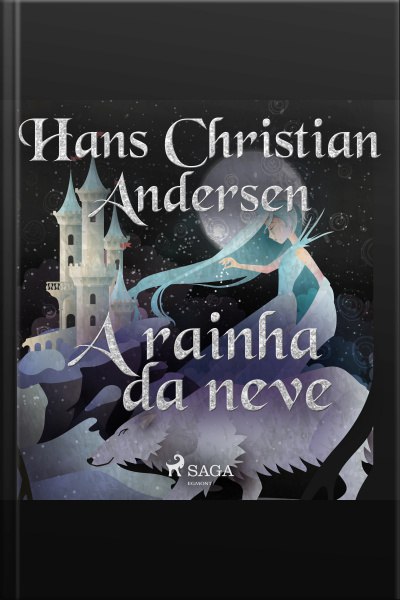 Hans Christian
Andersen
A rainha
da neve
SAGA
EGMONT